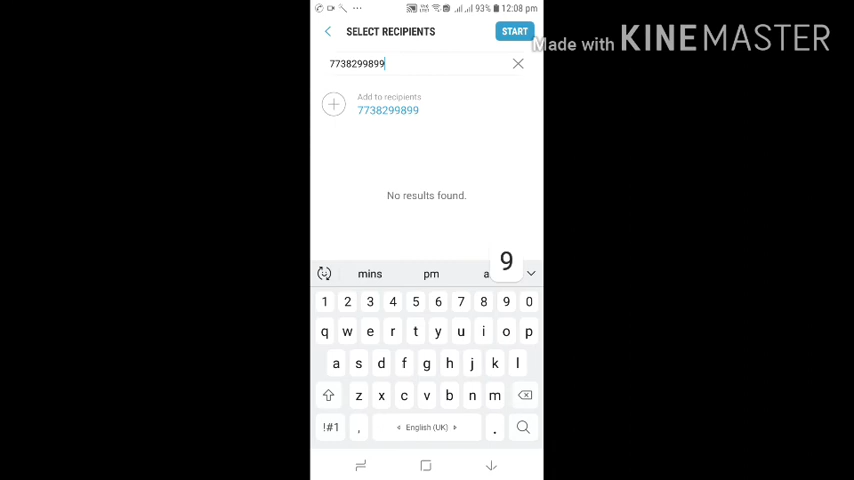 93% 12:08 pm
SELECT RECIPIENTS
START
Made with KINEMASTER
7738299899
Add to recipients
7738299899
No results found.
9
mins pm a
1 2 3 4 5 6 7 8 9 0
q w e r t y u i o p
a s d f g h j k l
z x c v b n m
!#1 , English (UK) .